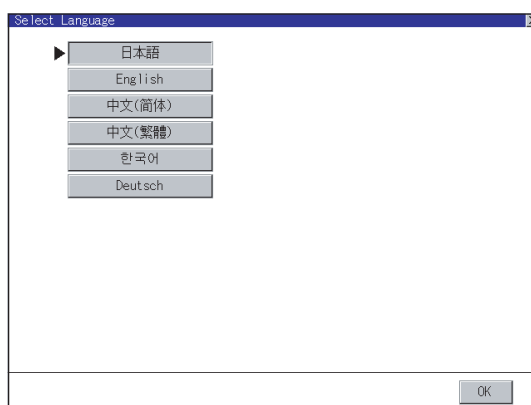 Select Language
日本語
English
中文(简体)
中文(繁體)
한국어
Deutsch
OK